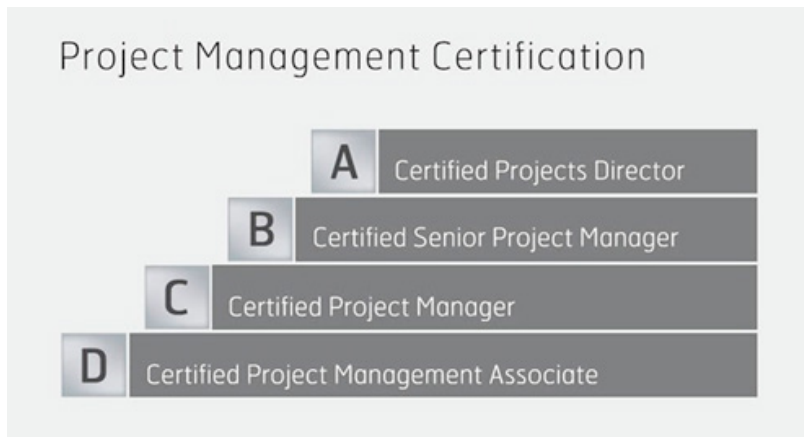 Project Management Certification
A Certified Projects Director
B Certified Senior Project Manager
C Certified Project Manager
D Certified Project Management Associate